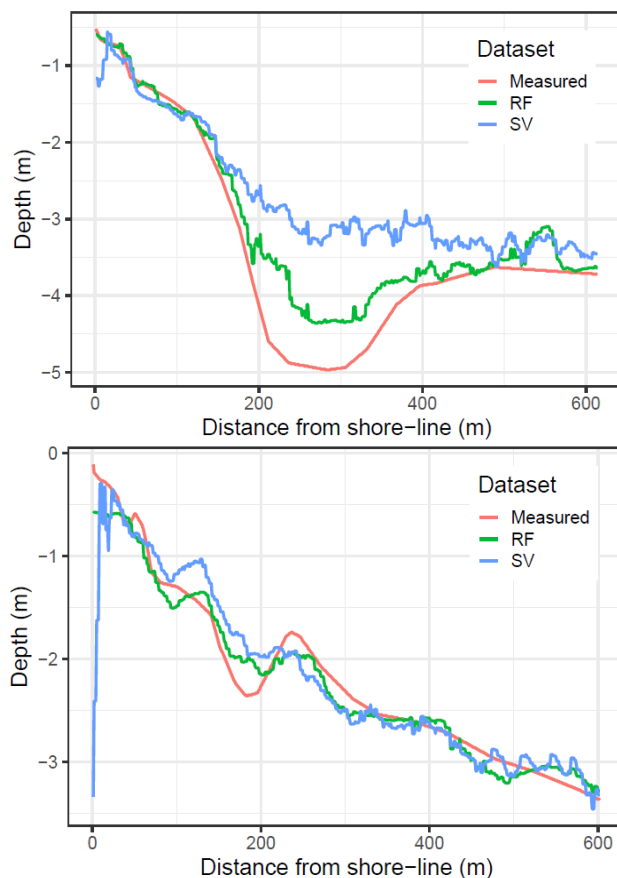 Dataset
Measured
RF
SV
Depth (m)
−1
−2
−3
−4
−5
0
200
400
600
Distance from shore−line (m)
Dataset
Measured
RF
SV
Depth (m)
0
−1
−2
−3
0
200
400
600
Distance from shore−line (m)